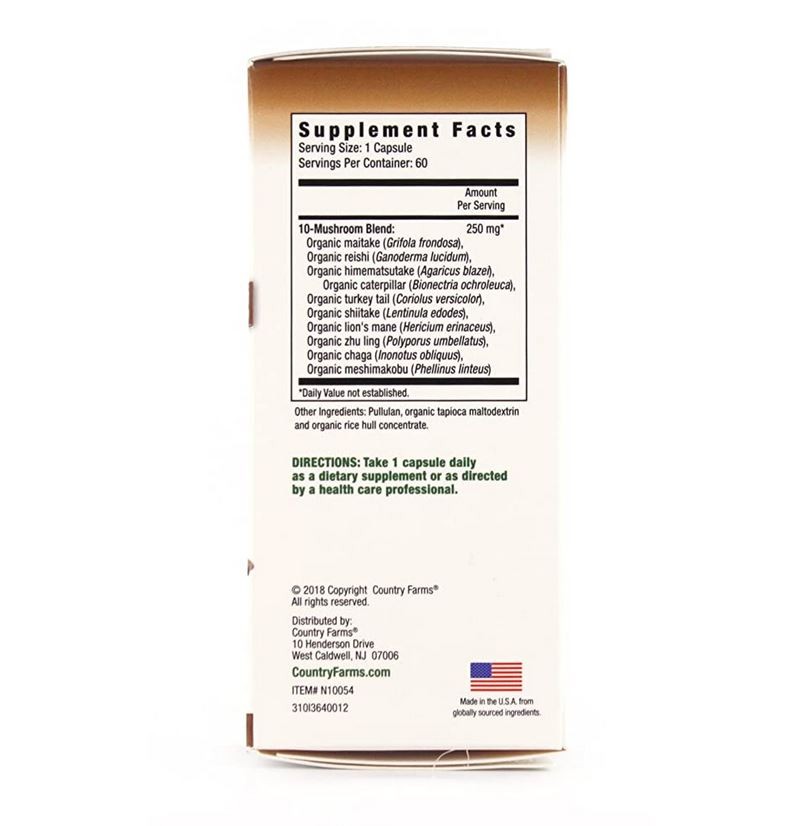 Supplement Facts
Serving Size: 1 Capsule
Servings Per Container: 60
Amount
Per Serving
10-Mushroom Blend: 250 mg*
Organic maitake (Grifola frondosa),
Organic reishi (Ganoderma lucidum),
Organic himematsutake (Agaricus blazei),
Organic caterpillar (Bionectria ochroleuca),
Organic turkey tail (Coriolus versicolor),
Organic shiitake (Lentinula edodes),
Organic lion's mane (Hericium erinaceus),
Organic zhu ling (Polyporus umbellatus),
Organic chaga (Inonotus obliquus),
Organic meshimakobu (Phellinus linteus)
*Daily Value not established.
Other Ingredients: Pullulan, organic tapioca maltodextrin
and organic rice hull concentrate.
DIRECTIONS: Take 1 capsule daily
as a dietary supplement or as directed
by a health care professional.
© 2018 Copyright Country Farms®
All rights reserved.
Distributed by:
Country Farms®
10 Henderson Drive
West Caldwell, NJ 07006
CountryFarms.com
ITEM# N10054
310I3640012
Made in the U.S.A. from
globally sourced ingredients.